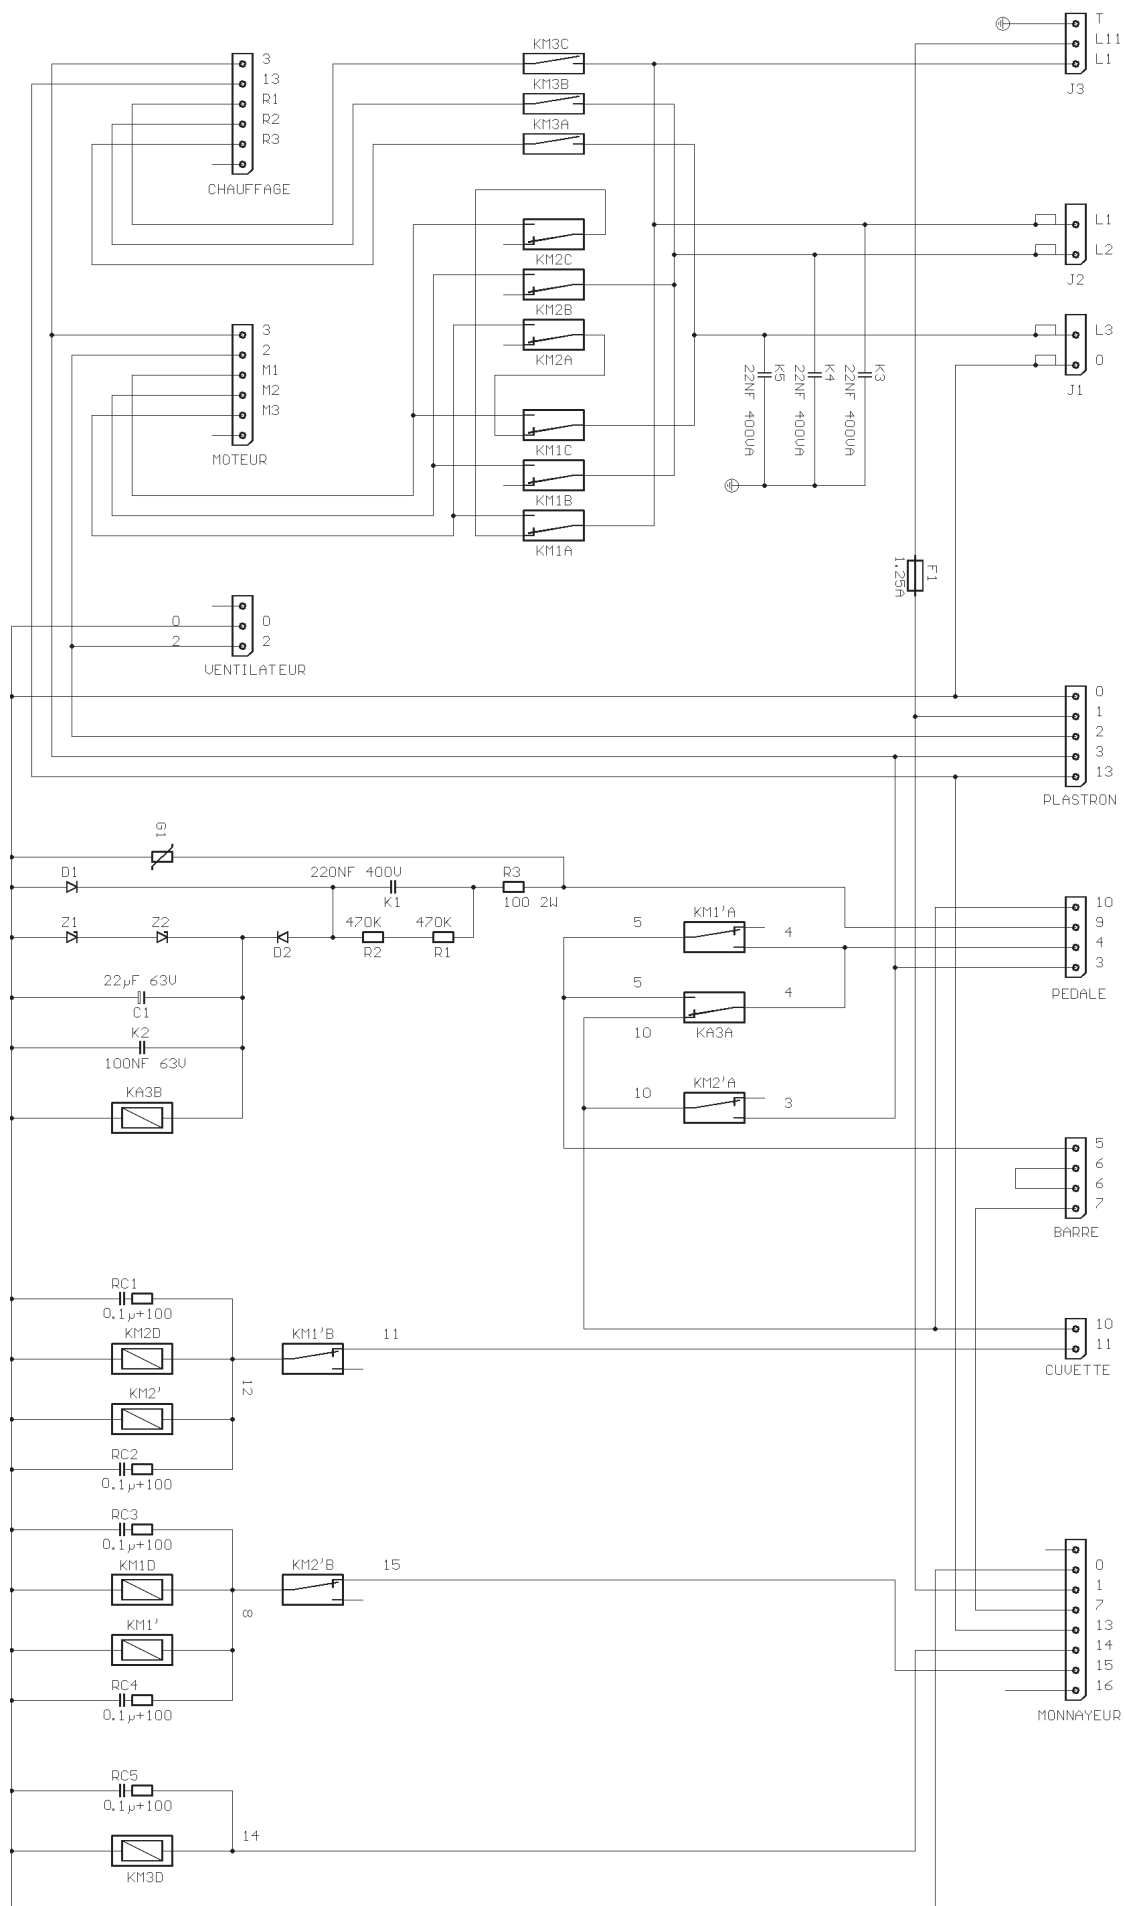 T
L11
L1
J3
KM3C
KM3B
KM3A
3
13
R1
R2
R3
CHAUFFAGE
KM2C
KM2B
KM2A
L1
L2
J2
L3
0
J1
3
2
M1
M2
M3
MOTEUR
KM1C
KM1B
KM1A
K5
22NF 400VA
K4
22NF 400VA
K3
22NF 400VA
F1
1.25A
0
2
0
2
VENTILATEUR
0
1
2
3
13
PLASTRON
G1
D1
220NF 400V
K1
R3
100 2W
Z1
Z2
D2
470K
R2
470K
R1
22µF 63V
C1
K2
100NF 63V
KA3B
5
KM1'A
4
5
4
10
KA3A
10
KM2'A
3
10
9
4
3
PEDALE
5
6
6
7
BARRE
RC1
0.1µ+100
KM2D
KM1'B
11
12
KM2'
RC2
0.1µ+100
10
11
CUVETTE
RC3
0.1µ+100
KM1D
KM2'B
15
8
KM1'
RC4
0.1µ+100
0
1
7
13
14
15
16
MONNAYEUR
RC5
0.1µ+100
14
KM3D